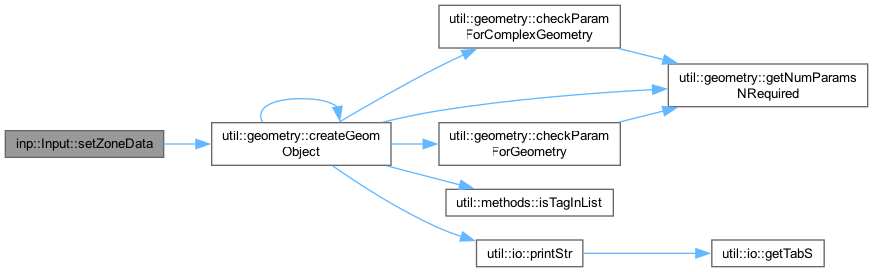 inp::Input::setZoneData
util::geometry::createGeom
Object
util::geometry::checkParam
ForComplexGeometry
util::geometry::getNumParams
NRequired
util::geometry::checkParam
ForGeometry
util::methods::isTagInList
util::io::printStr
util::io::getTabS